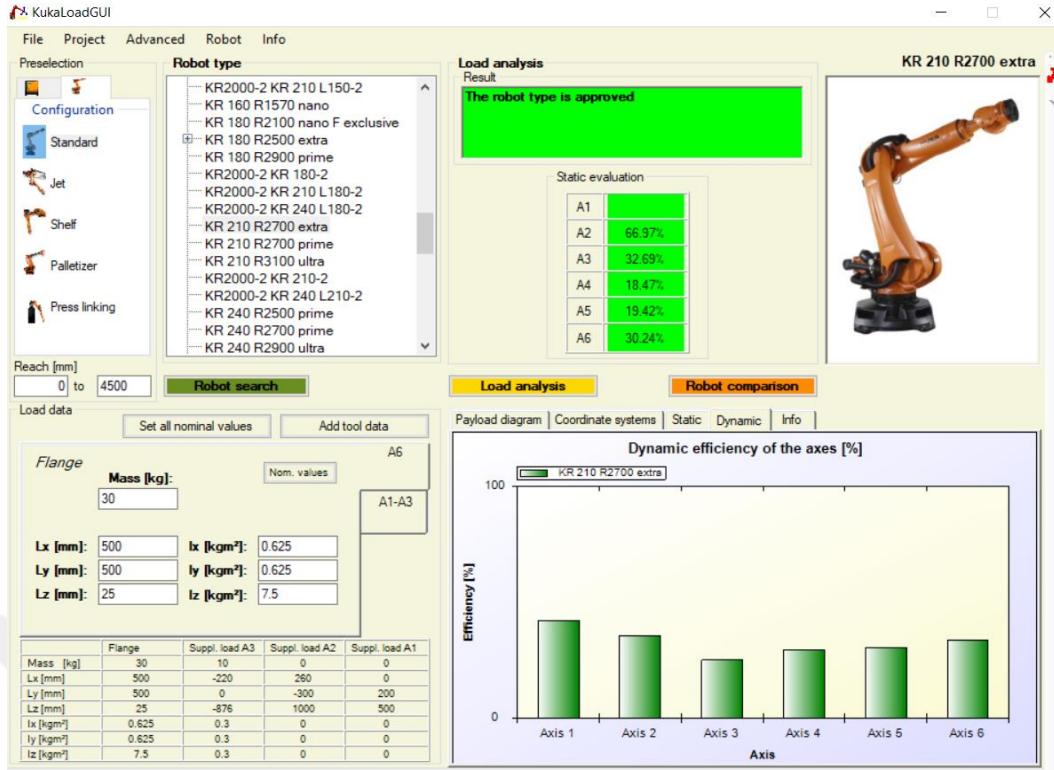 KukaLoadGUI
File Project Advanced Robot Info
Preselection
Configuration
Standard
Jet
Shelf
Palletizer
Press linking
Reach [mm]
0 to 4500
Robot type
KR2000-2 KR 210 L150-2
KR 160 R1570 nano
KR 180 R2100 nano F exclusive
KR 180 R2500 extra
KR 180 R2900 prime
KR2000-2 KR 180-2
KR2000-2 KR 210 L180-2
KR2000-2 KR 240 L180-2
KR 210 R2700 extra
KR 210 R2700 prime
KR 210 R3100 ultra
KR2000-2 KR 210-2
KR2000-2 KR 240 L210-2
KR 240 R2500 prime
KR 240 R2700 prime
KR 240 R2900 ultra
Robot search
Load analysis
Result
The robot type is approved
Static evaluation
A1
A2 66.97%
A3 32.69%
A4 18.47%
A5 19.42%
A6 30.24%
KR 210 R2700 extra
Load analysis
Robot comparison
Load data
Set all nominal values
Add tool data
Flange
Mass [kg]:
Nom. values
A6
30
A1-A3
Lx [mm]: 500 Ix [kgm²]: 0.625
Ly [mm]: 500 Iy [kgm²]: 0.625
Lz [mm]: 25 Iz [kgm²]: 7.5
Flange Suppl. load A3 Suppl. load A2 Suppl. load A1
Mass [kg] 30 10 0 0
Lx [mm] 500 -220 260 0
Ly [mm] 500 0 -300 200
Lz [mm] 25 -876 1000 500
Ix [kgm²] 0.625 0.3 0 0
Iy [kgm²] 0.625 0.3 0 0
Iz [kgm²] 7.5 0.3 0 0
Payload diagram Coordinate systems Static Dynamic Info
Dynamic efficiency of the axes [%]
KR 210 R2700 extra
100
Efficiency [%]
0
Axis 1 Axis 2 Axis 3 Axis 4 Axis 5 Axis 6
Axis